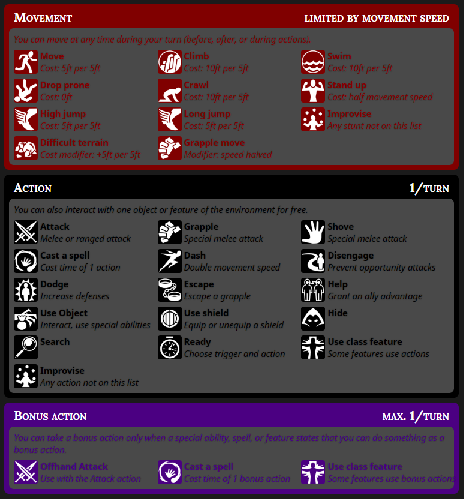 Movement
limited by movement speed
You can move at any time during your turn (before, after, or during actions).
Move
Cost: 5ft per 5ft
Climb
Cost: 10ft per 5ft
Swim
Cost: 10ft per 5ft
Drop prone
Cost: 0ft
Crawl
Cost: 10ft per 5ft
Stand up
Cost: half movement speed
High jump
Cost: 5ft per 5ft
Long jump
Cost: 5ft per 5ft
Improvise
Any stunt not on this list
Difficult terrain
Cost modifier: +5ft per 5ft
Grapple move
Modifier: speed halved
Action
1/turn
You can also interact with one object or feature of the environment for free.
Attack
Melee or ranged attack
Grapple
Special melee attack
Shove
Special melee attack
Cast a spell
Cast time of 1 action
Dash
Double movement speed
Disengage
Prevent opportunity attacks
Dodge
Increase defenses
Escape
Escape a grapple
Help
Grant an ally advantage
Use Object
Interact, use special abilities
Use shield
Equip or unequip a shield
Hide
Search
Ready
Choose trigger and action
Use class feature
Some features use actions
Improvise
Any action not on this list
Bonus action
max. 1/turn
You can take a bonus action only when a special ability, spell, or feature states that you can do something as a
bonus action.
Offhand Attack
Use with the Attack action
Cast a spell
Cast time of 1 bonus action
Use class feature
Some features use bonus actions